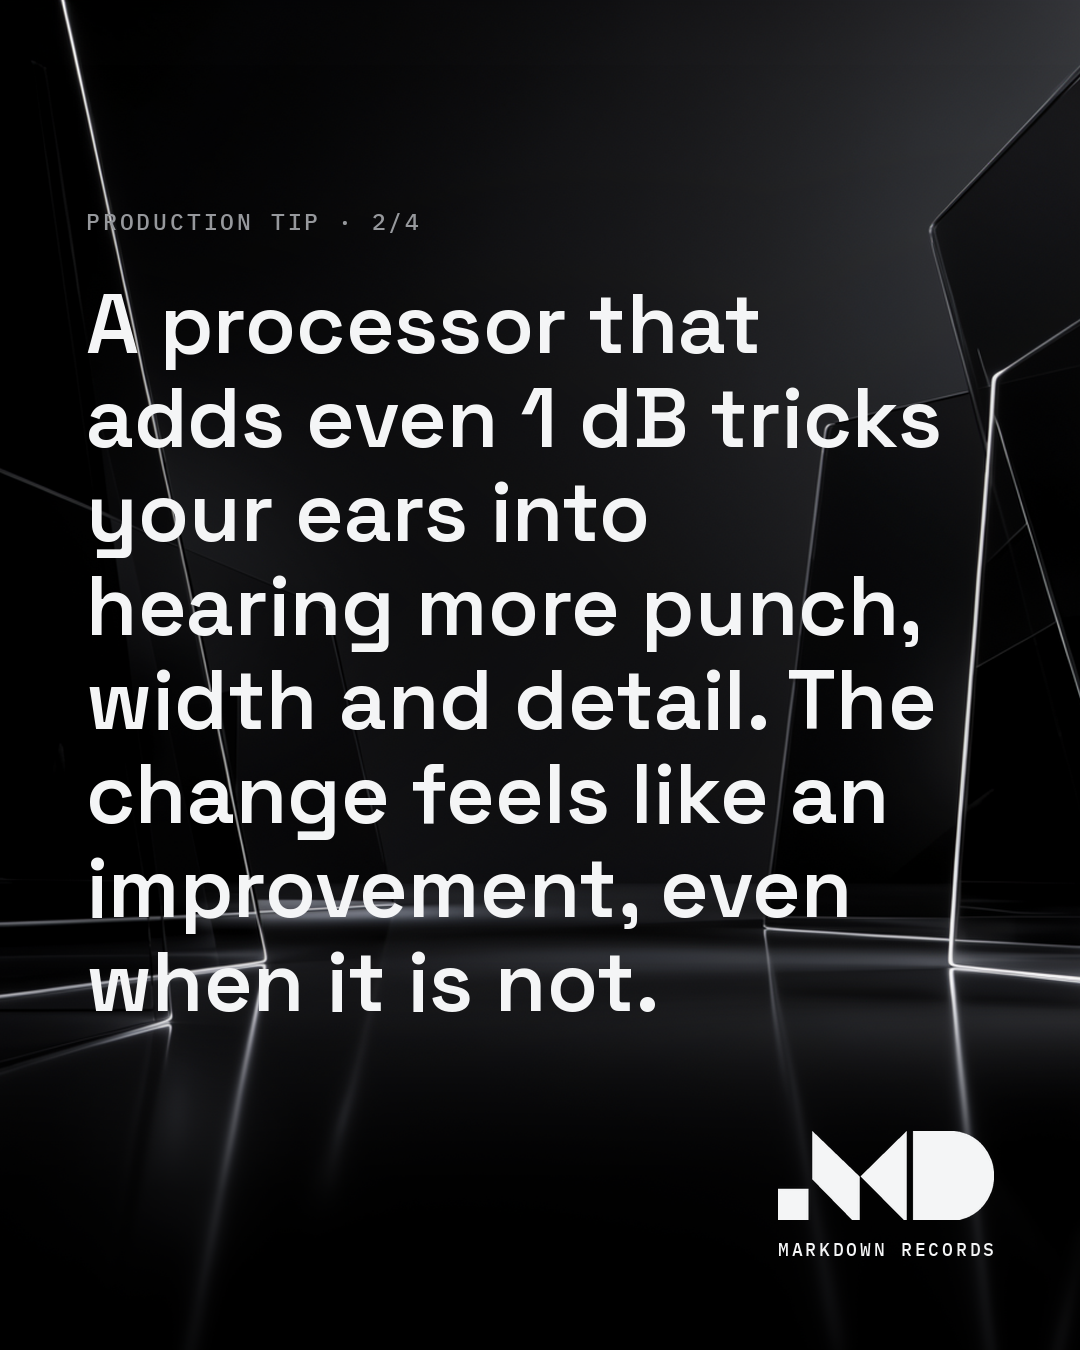 PRODUCTION TIP · 2/4
A processor that
adds even 1 dB tricks
your ears into
hearing more punch,
width and detail. The
change feels like an
improvement, even
when it is not.
.MD
MARKDOWN RECORDS